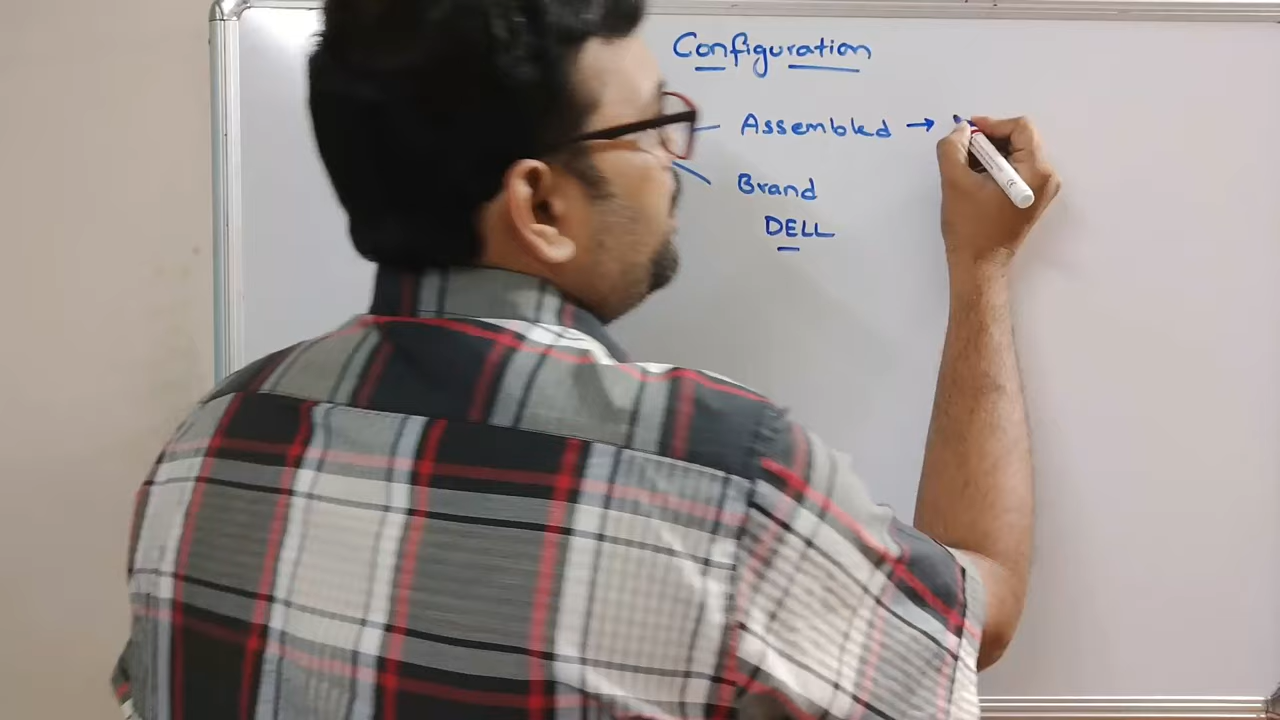 Configuration
Assembled →
Brand
DELL